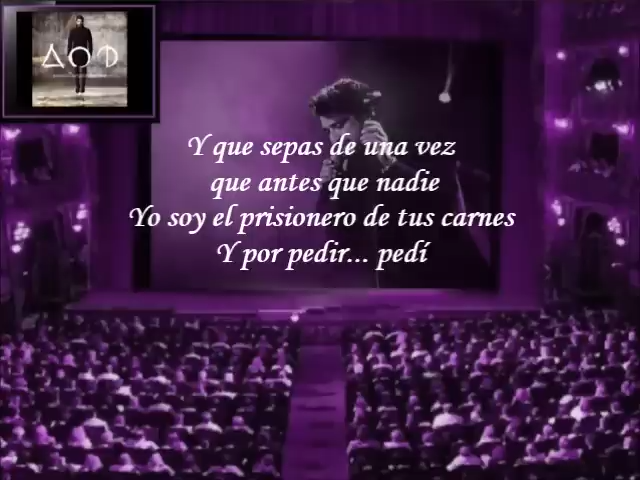 ΔOꟼ
Y que sepas de una vez
que antes que nadie
Yo soy el prisionero de tus carnes
Y por pedir... pedí